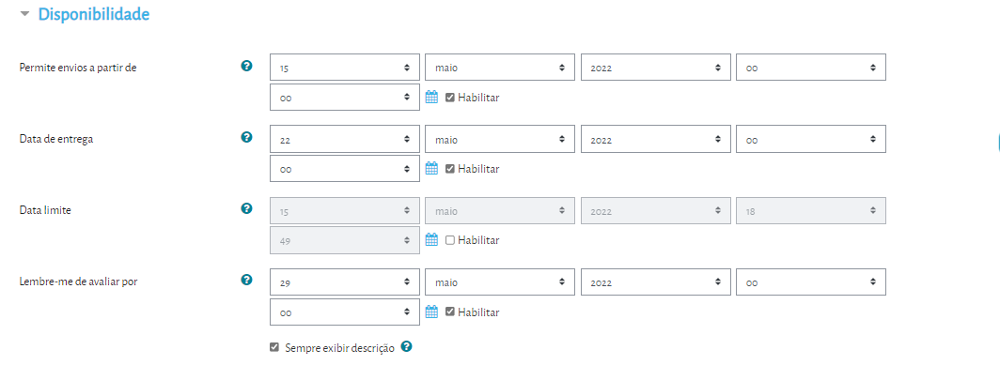 Disponibilidade
Permite envios a partir de 15 maio 2022 00
00 Habilitar
Data de entrega 22 maio 2022 00
00 Habilitar
Data limite 15 maio 2022 18
49 Habilitar
Lembre-me de avaliar por 29 maio 2022 00
00 Habilitar
Sempre exibir descrição